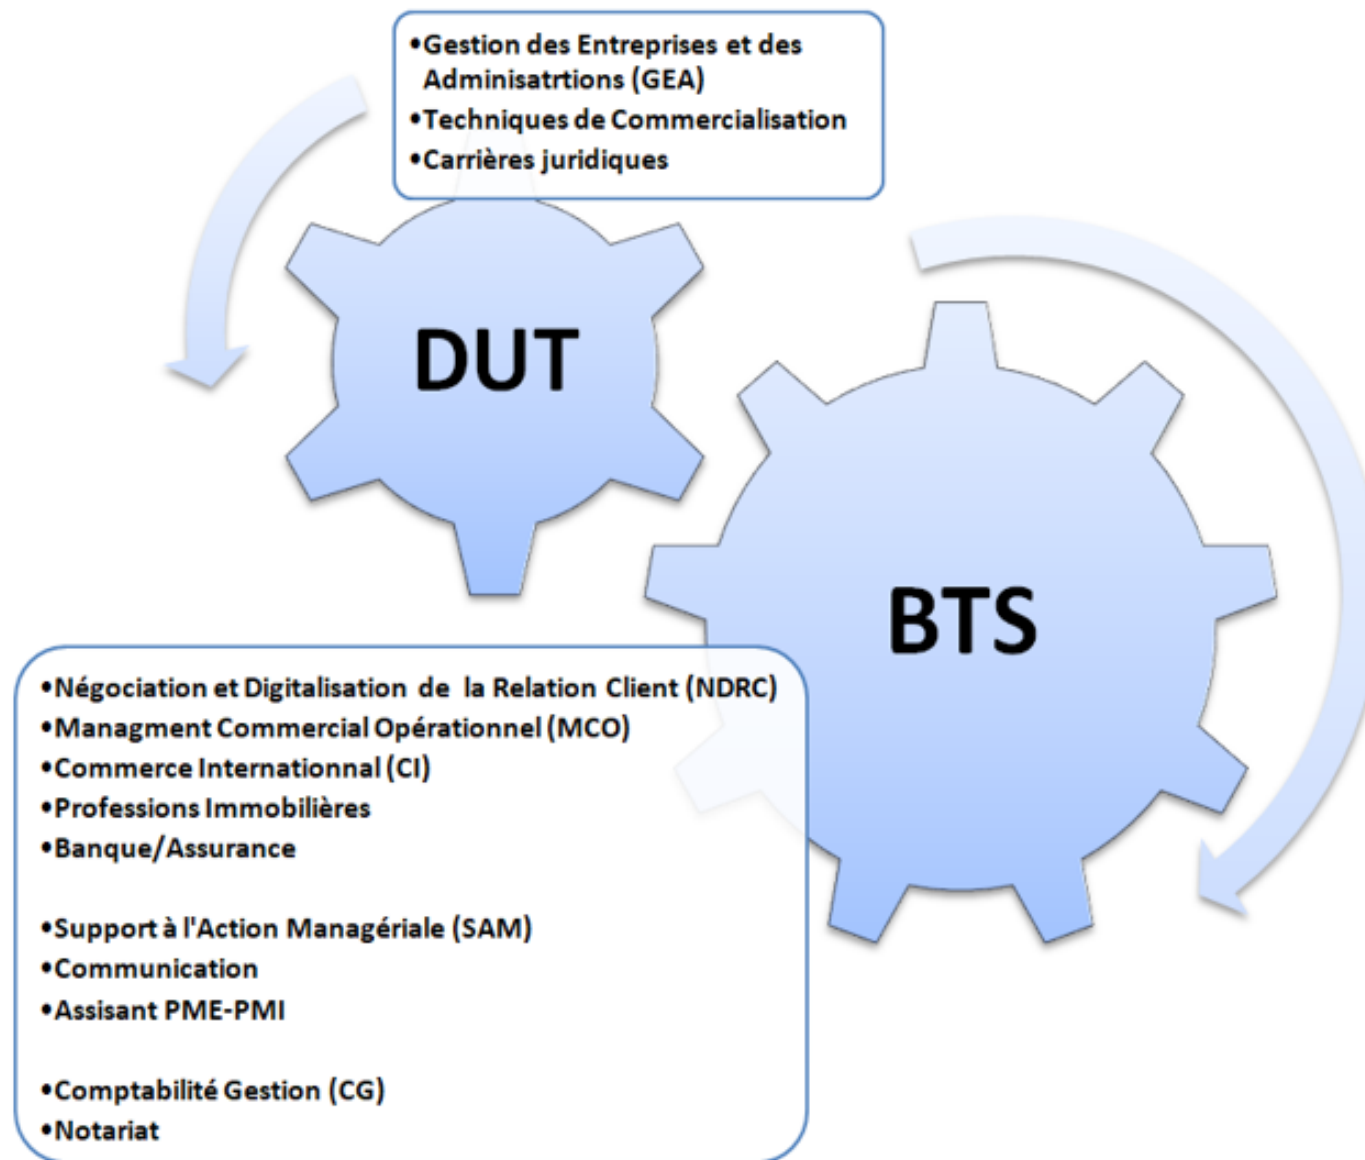 •Gestion des Entreprises et des
Adminisatrtions (GEA)
•Techniques de Commercialisation
•Carrières juridiques
DUT
BTS
•Négociation et Digitalisation de la Relation Client (NDRC)
•Managment Commercial Opérationnel (MCO)
•Commerce Internationnal (CI)
•Professions Immobilières
•Banque/Assurance
•Support à l'Action Managériale (SAM)
•Communication
•Assisant PME-PMI
•Comptabilité Gestion (CG)
•Notariat